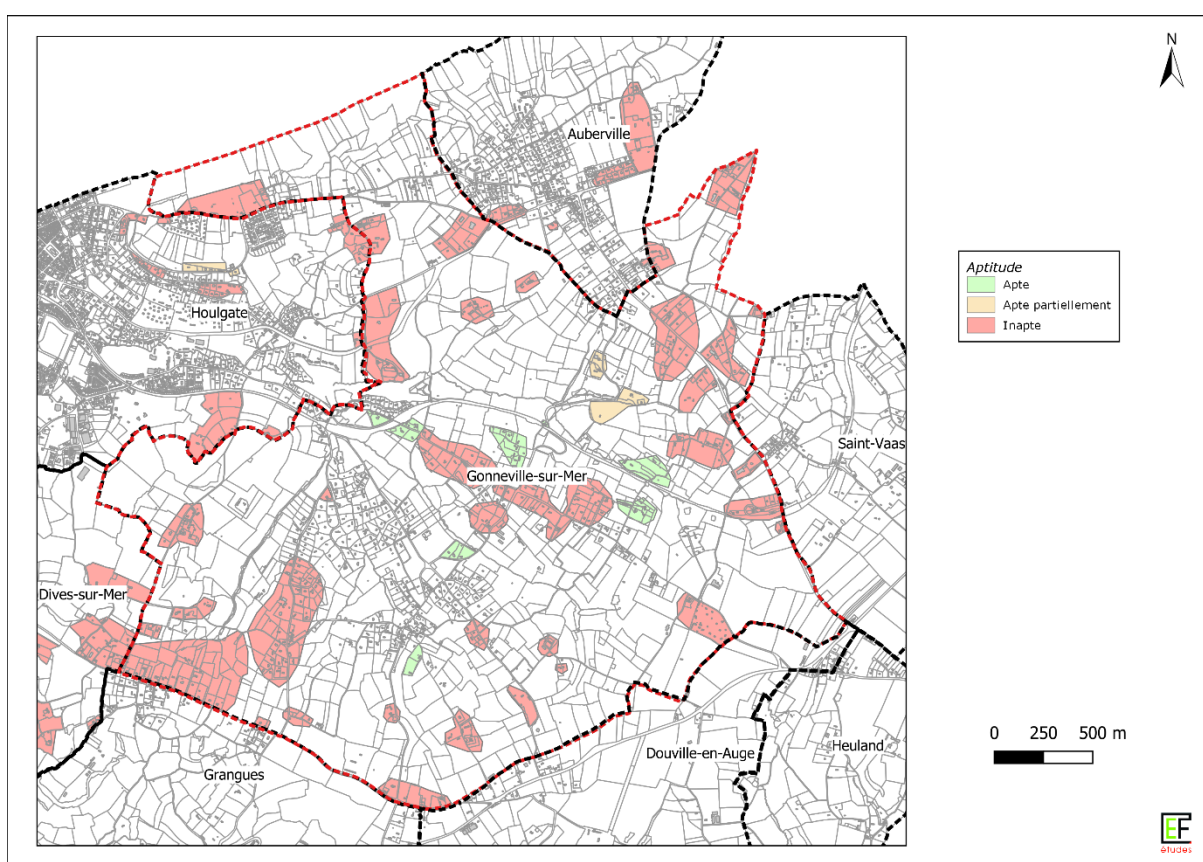 N
Auberville
Houlgate
Aptitude
Apte
Apte partiellement
Inapte
Saint-Vaas
Gonneville-sur-Mer
Dives-sur-Mer
Grangues
Douville-en-Auge
Heuland
0 250 500 m
EF
études